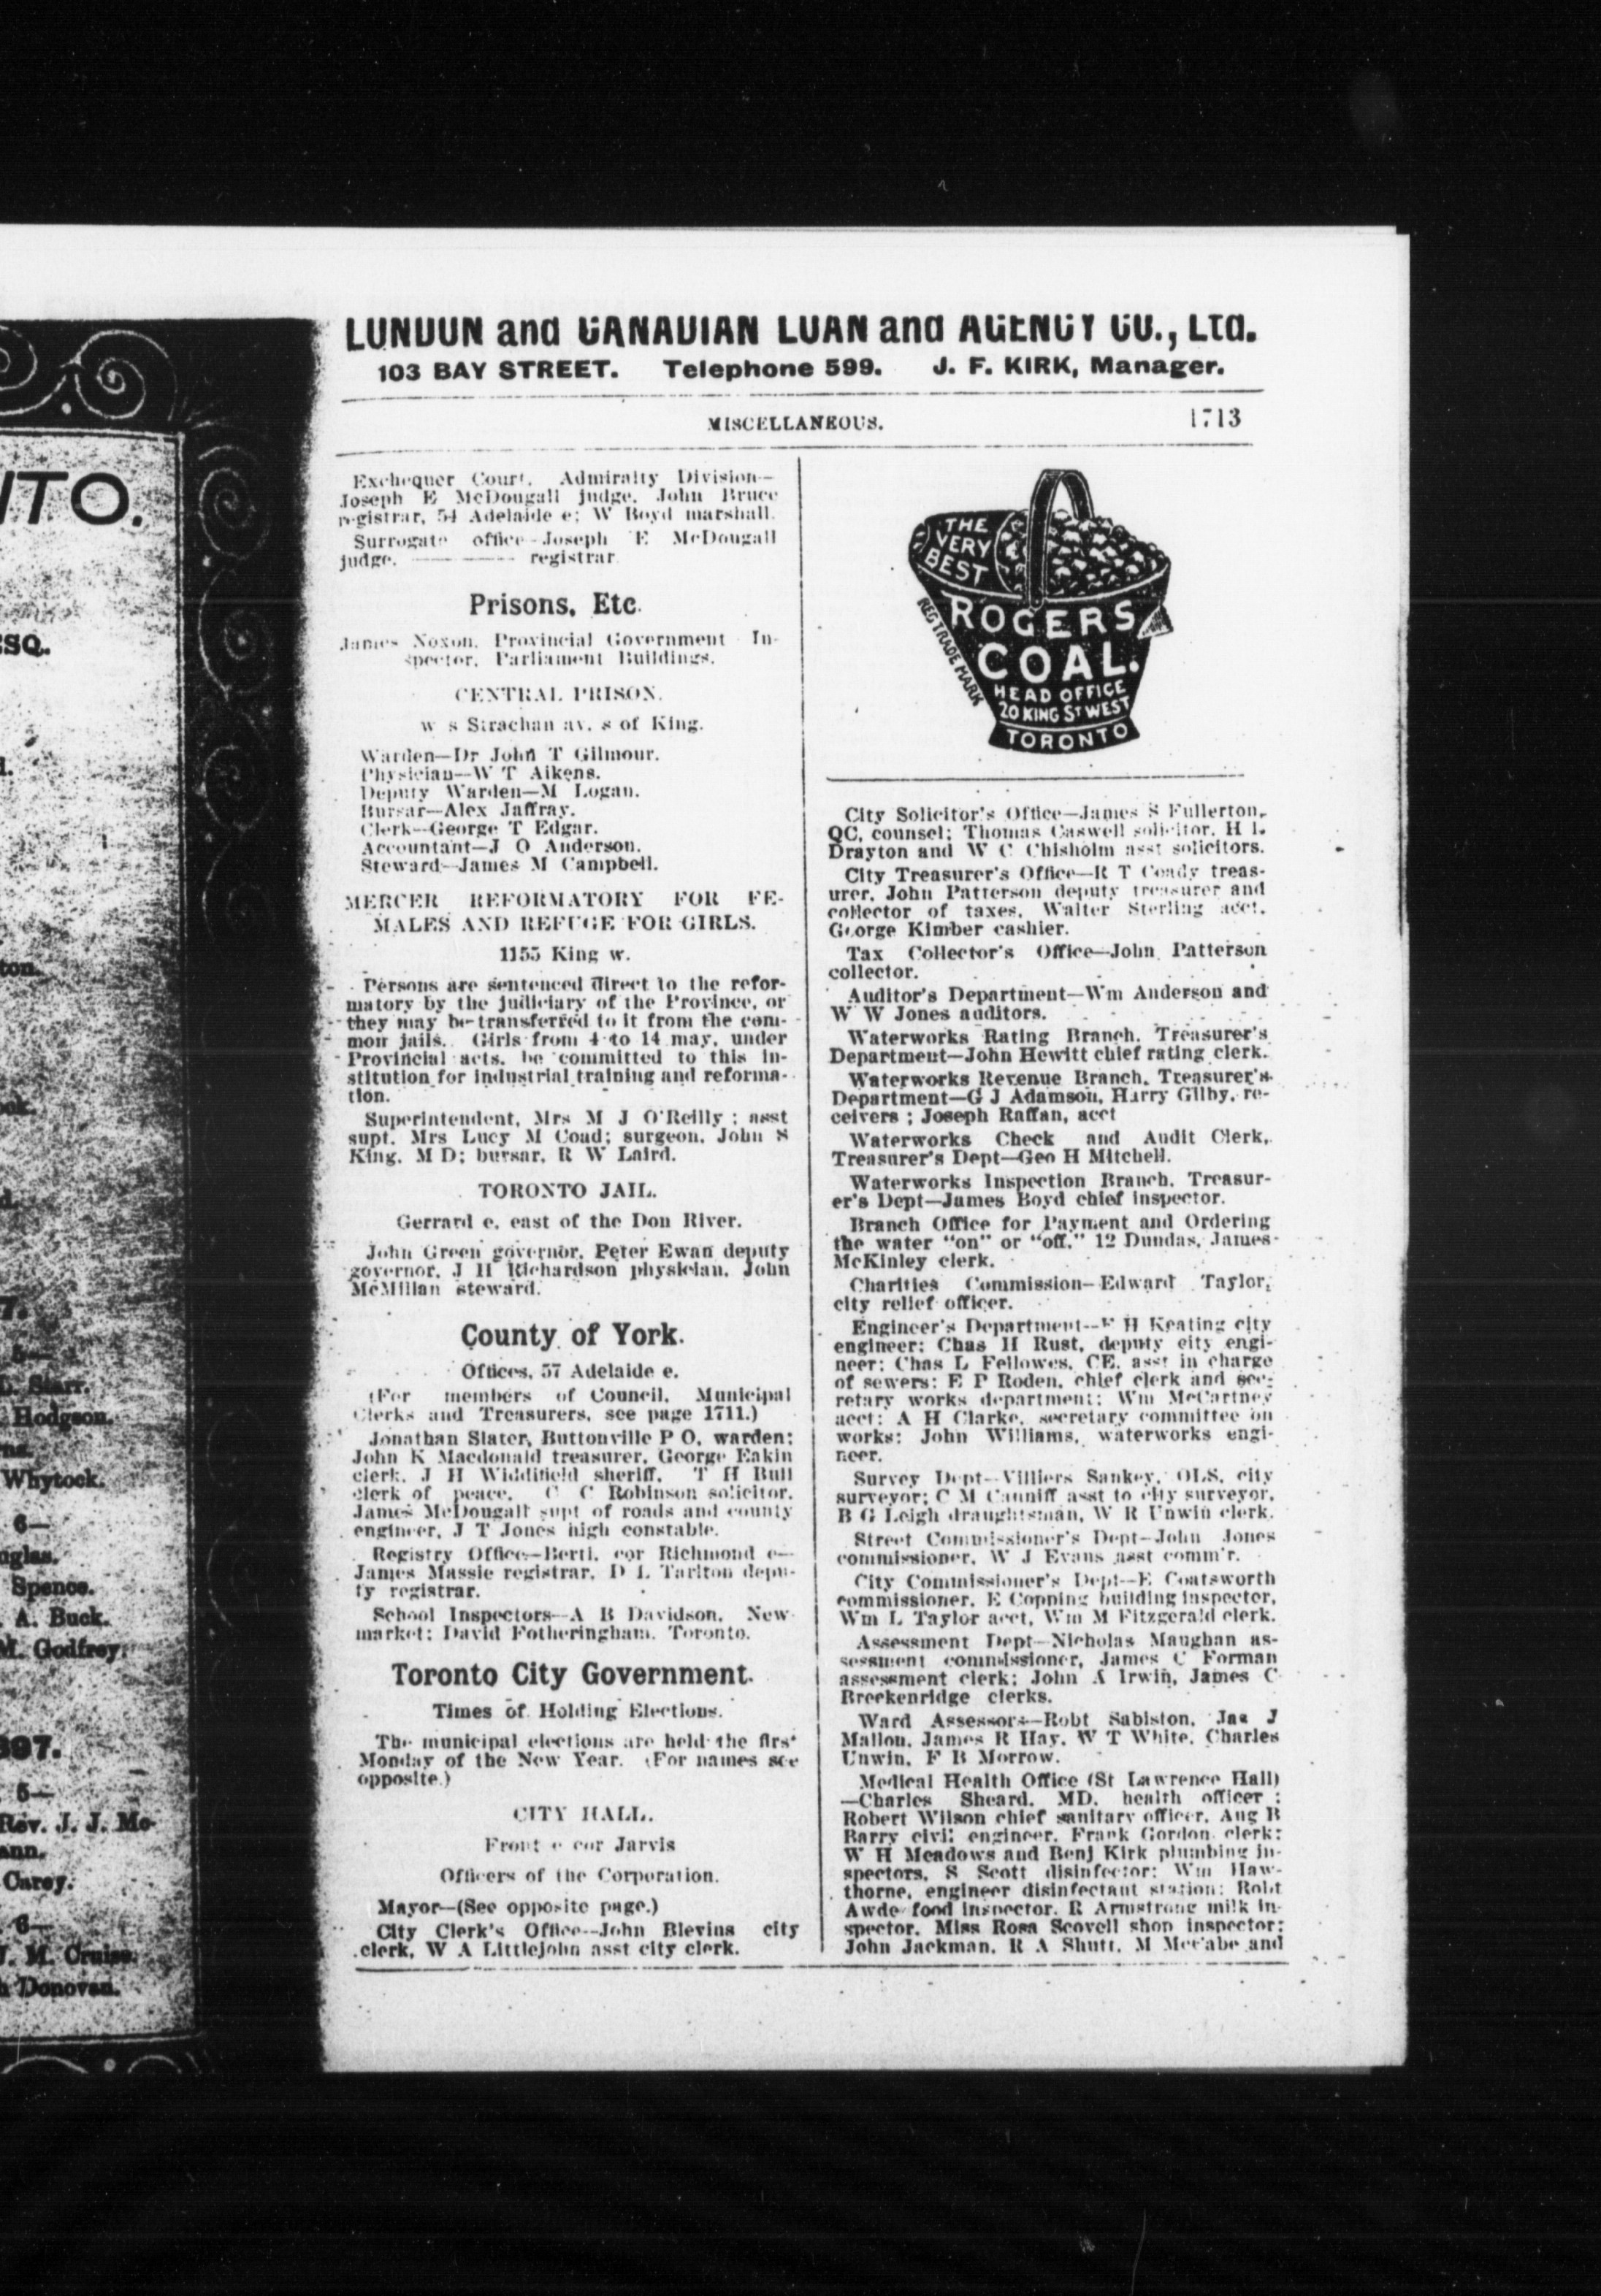 LONDON and CANADIAN LOAN and AGENCY CO., Ltd.
103 BAY STREET. Telephone 599. J. F. KIRK, Manager.
MISCELLANEOUS. 1713
Exchequer Court, Admiralty Division—
Joseph E McDougall judge, John Bruce
registrar, 54 Adelaide e; W Boyd marshall.
Surrogate office—Joseph E McDougall
judge. ——— ——— registrar.
Prisons, Etc.
James Noxon, Provincial Government In-
spector, Parliament Buildings.
CENTRAL PRISON.
w s Strachan av, s of King.
Warden—Dr John T Gilmour.
Physician—W T Aikens.
Deputy Warden—M Logan.
Bursar—Alex Jaffray.
Clerk—George T Edgar.
Accountant—J O Anderson.
Steward—James M Campbell.
MERCER REFORMATORY FOR FE-
MALES AND REFUGE FOR GIRLS.
1155 King w.
Persons are sentenced direct to the refor-
matory by the judiciary of the Province, or
they may be transferred to it from the com-
mon jails. Girls from 4 to 14 may, under
Provincial acts, be committed to this in-
stitution for industrial training and reforma-
tion.
Superintendent, Mrs M J O'Reilly ; asst
supt, Mrs Lucy M Coad; surgeon, John S
King, M D; bursar, R W Laird.
TORONTO JAIL.
Gerrard e, east of the Don River.
John Green governor, Peter Ewan deputy
governor, J H Richardson physician, John
McMillan steward.
County of York.
Offices, 57 Adelaide e.
(For members of Council, Municipal
Clerks and Treasurers, see page 1711.)
Jonathan Slater, Buttonville P O, warden;
John K Macdonald treasurer, George Eakin
clerk, J H Widdifield sheriff, T H Bull
clerk of peace, C C Robinson solicitor,
James McDougall supt of roads and county
engineer, J T Jones high constable.
Registry Office—Berti, cor Richmond e—
James Massie registrar, D L Tarlton depu-
ty registrar.
School Inspectors—A B Davidson, New-
market; David Fotheringham, Toronto.
Toronto City Government.
Times of Holding Elections.
The municipal elections are held the first
Monday of the New Year. (For names see
opposite.)
CITY HALL.
Front e cor Jarvis
Officers of the Corporation.
Mayor—(See opposite page.)
City Clerk's Office—John Blevins city
clerk, W A Littlejohn asst city clerk.
THE
VERY
BEST
ROGERS
COAL.
REG TRADE MARK
HEAD OFFICE
20 KING ST WEST
TORONTO
City Solicitor's Office—James S Fullerton,
QC, counsel; Thomas Caswell solicitor, H L
Drayton and W C Chisholm asst solicitors.
City Treasurer's Office—R T Coady treas-
urer, John Patterson deputy treasurer and
collector of taxes, Walter Sterling acct,
George Kimber cashier.
Tax Collector's Office—John Patterson
collector.
Auditor's Department—Wm Anderson and
W W Jones auditors.
Waterworks Rating Branch, Treasurer's
Department—John Hewitt chief rating clerk.
Waterworks Revenue Branch, Treasurer's
Department—G J Adamson, Harry Gilby, re-
ceivers ; Joseph Raffan, acct
Waterworks Check and Audit Clerk,
Treasurer's Dept—Geo H Mitchell.
Waterworks Inspection Branch, Treasur-
er's Dept—James Boyd chief inspector.
Branch Office for Payment and Ordering
the water "on" or "off," 12 Dundas, James
McKinley clerk.
Charities Commission—Edward Taylor,
city relief officer.
Engineer's Department—E H Keating city
engineer; Chas H Rust, deputy city engi-
neer; Chas L Fellowes, CE, asst in charge
of sewers; E P Roden, chief clerk and sec-
retary works department; Wm McCartney
acct; A H Clarke, secretary committee on
works; John Williams, waterworks engi-
neer.
Survey Dept—Villiers Sankey, OLS, city
surveyor; C M Canniff asst to city surveyor,
B G Leigh draughtsman, W R Unwin clerk.
Street Commissioner's Dept—John Jones
commissioner, W J Evans asst comm'r.
City Commissioner's Dept—E Coatsworth
commissioner, E Copping building inspector,
Wm L Taylor acct, Wm M Fitzgerald clerk.
Assessment Dept—Nicholas Maughan as-
sessment commissioner, James C Forman
assessment clerk; John A Irwin, James C
Breckenridge clerks.
Ward Assessors—Robt Sabiston, Jas J
Mallon, James R Hay, W T White, Charles
Unwin, F B Morrow.
Medical Health Office (St Lawrence Hall)
—Charles Sheard, MD, health officer ;
Robert Wilson chief sanitary officer, Aug B
Barry civil engineer, Frank Gordon clerk;
W H Meadows and Benj Kirk plumbing in-
spectors, S Scott disinfector; Wm Haw-
thorne, engineer disinfectant station; Robt
Awde food inspector, R Armstrong milk in-
spector, Miss Rosa Scovell shop inspector;
John Jackman, R A Shutt, M McCabe and
NTO.
ESQ.
Starr.
Hodgson.
Whytock.
6—
Spence.
A. Buck.
M. Godfrey.
897.
5—
Rev. J. J. Mc-
Carey.
6—
J. M. Cruise.
Donovan.